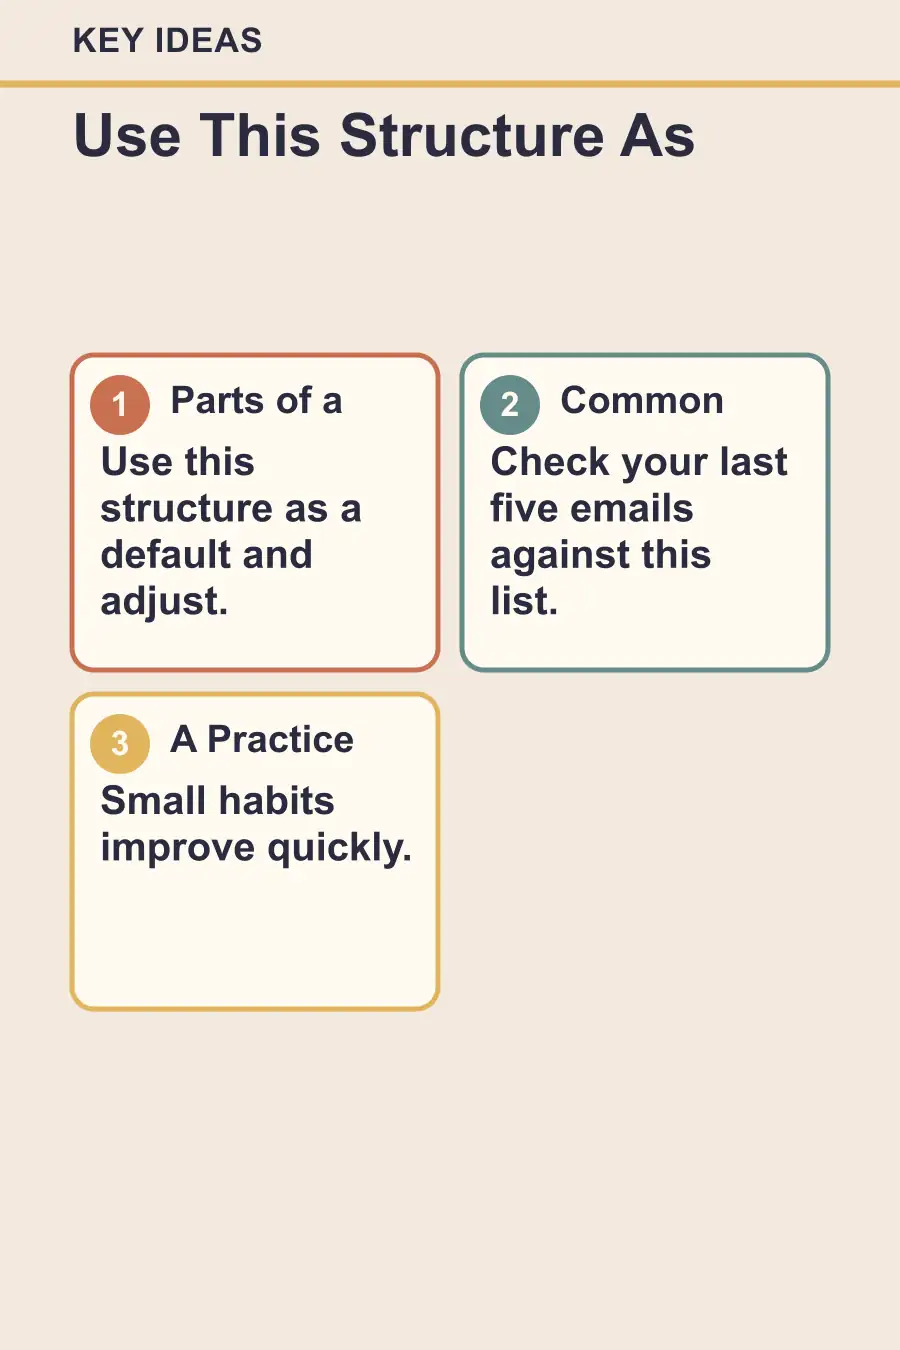 KEY IDEAS
Use This Structure As
1 Parts of a
Use this
structure as a
default and
adjust.
2 Common
Check your last
five emails
against this
list.
3 A Practice
Small habits
improve quickly.